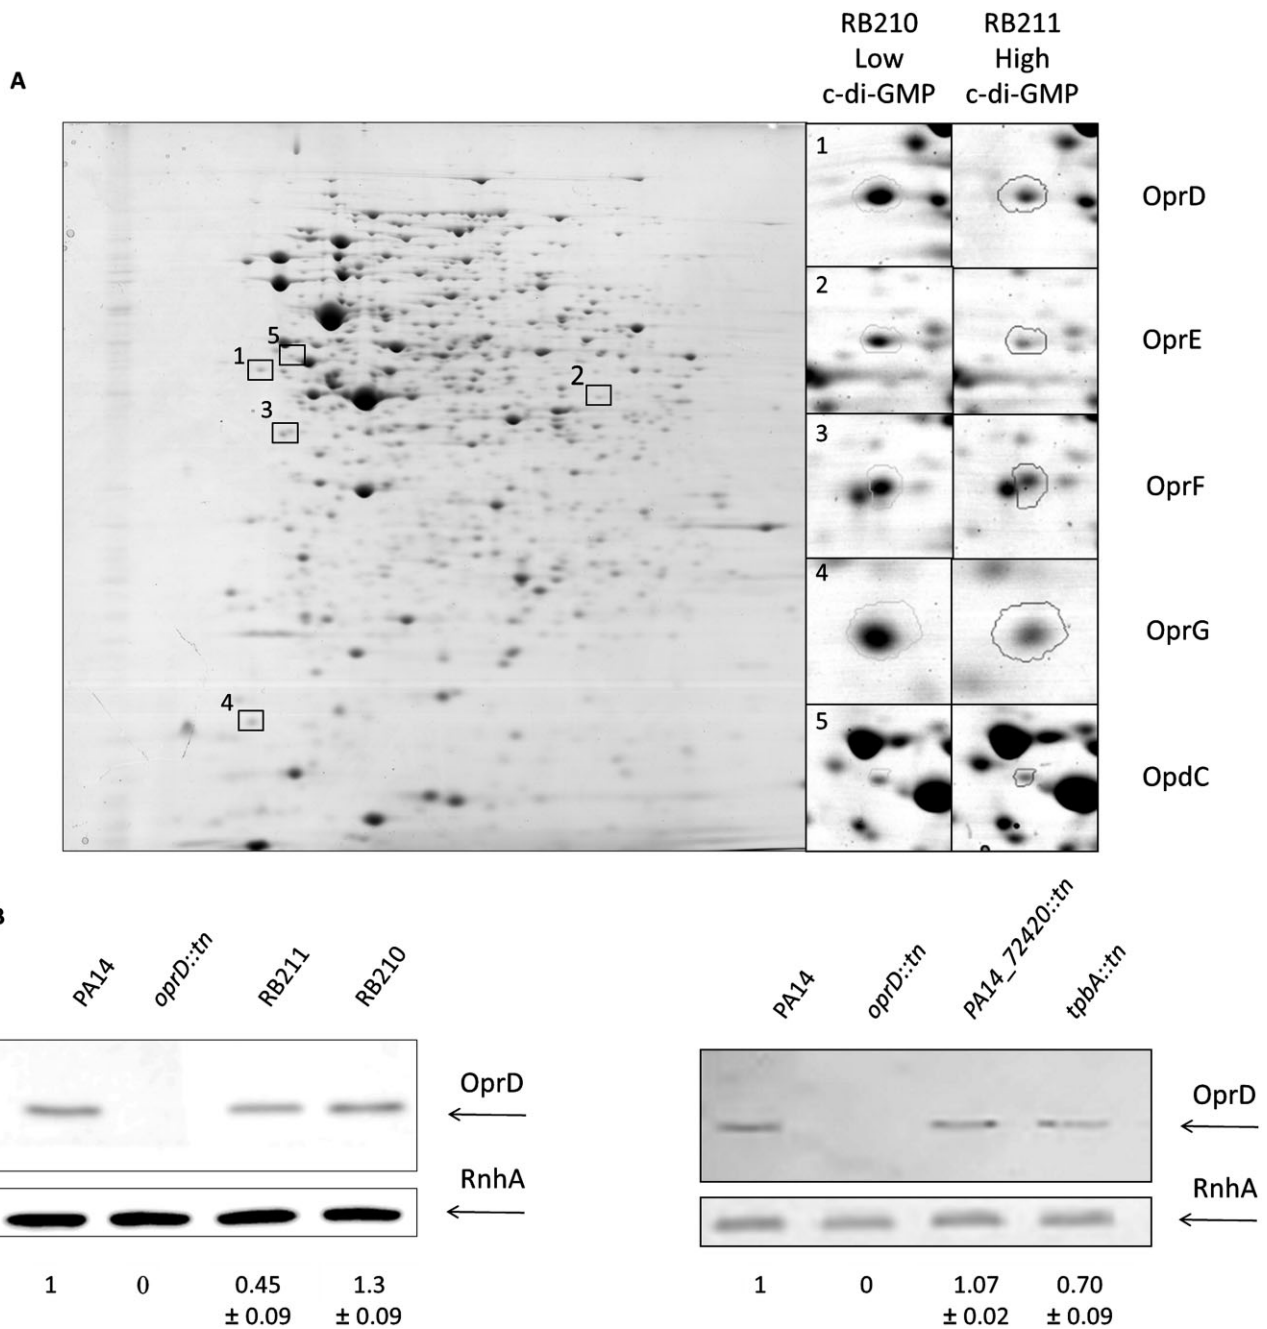 RB210 RB211
Low High
c-di-GMP c-di-GMP
A
1
OprD
2
OprE
3
OprF
4
OprG
5
OpdC
5
1
2
3
4
PA14 oprD::tn RB211 RB210
OprD
RnhA
1 0 0.45 1.3
± 0.09 ± 0.09
PA14 oprD::tn PA14_72420::tn tpbA::tn
OprD
RnhA
1 0 1.07 0.70
± 0.02 ± 0.09